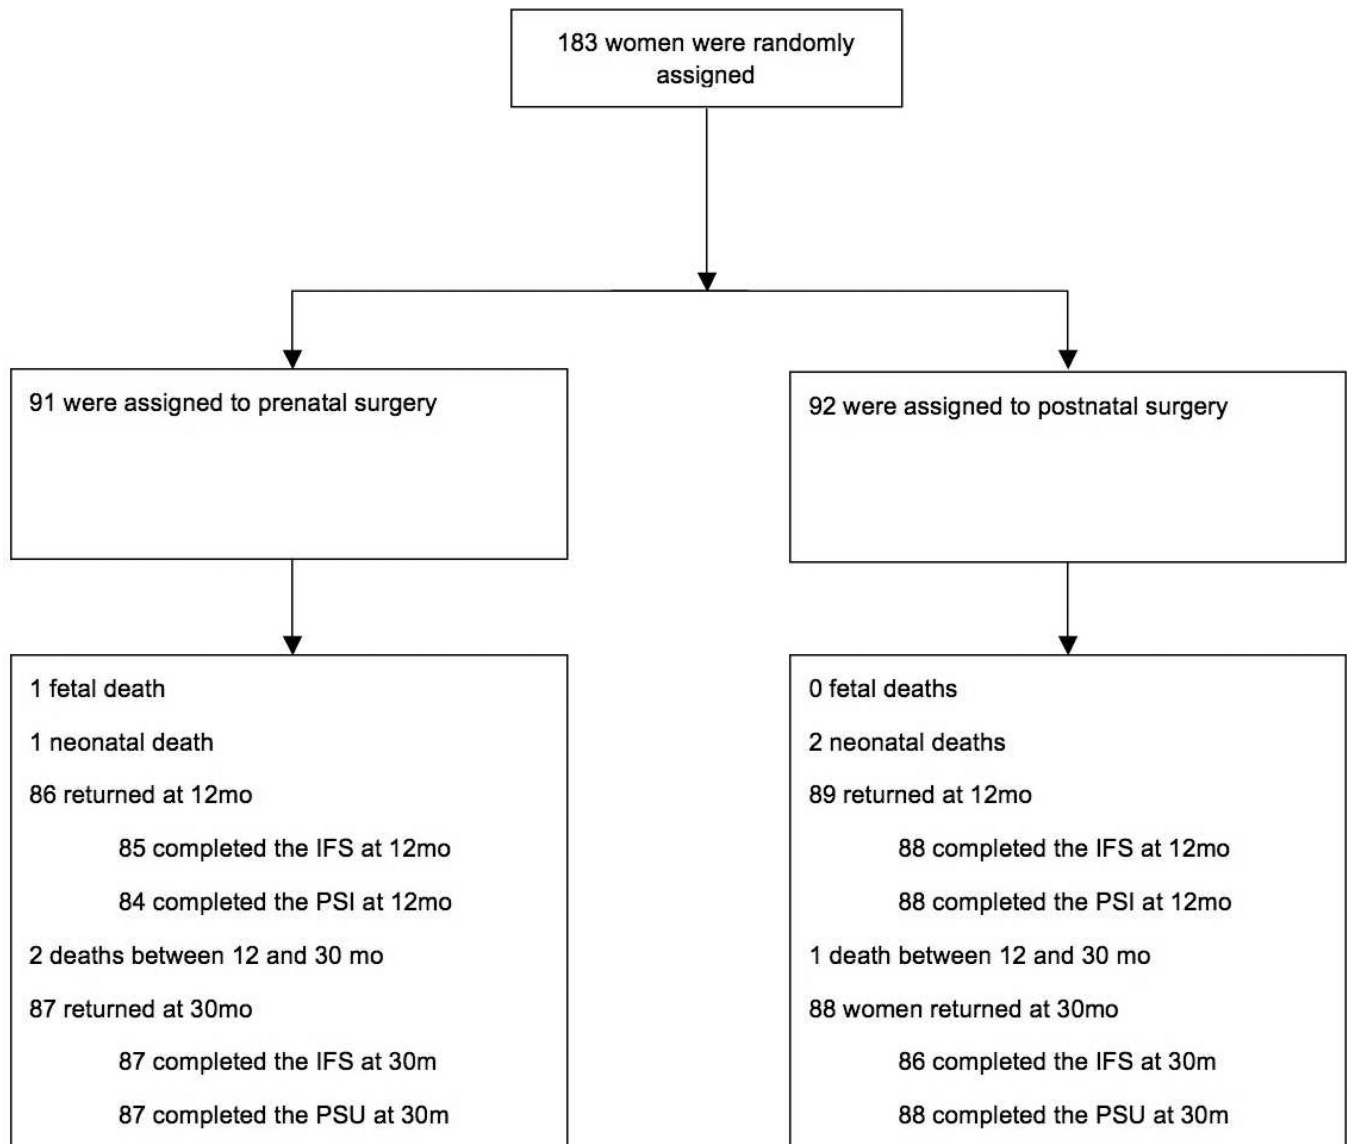 183 women were randomly
assigned
91 were assigned to prenatal surgery
92 were assigned to postnatal surgery
1 fetal death
1 neonatal death
86 returned at 12mo
85 completed the IFS at 12mo
84 completed the PSI at 12mo
2 deaths between 12 and 30 mo
87 returned at 30mo
87 completed the IFS at 30m
87 completed the PSU at 30m
0 fetal deaths
2 neonatal deaths
89 returned at 12mo
88 completed the IFS at 12mo
88 completed the PSI at 12mo
1 death between 12 and 30 mo
88 women returned at 30mo
86 completed the IFS at 30m
88 completed the PSU at 30m